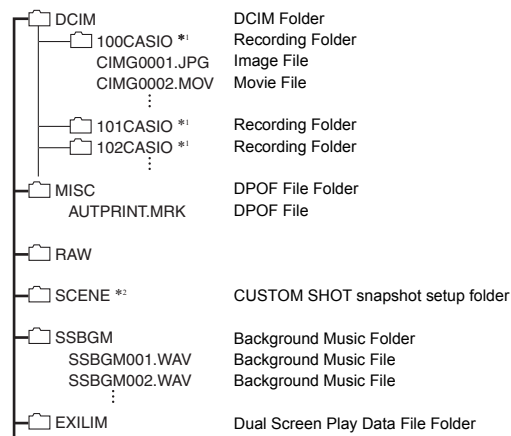 DCIM DCIM Folder
100CASIO *1 Recording Folder
CIMG0001.JPG Image File
CIMG0002.MOV Movie File
101CASIO *1 Recording Folder
102CASIO *1 Recording Folder
MISC DPOF File Folder
AUTPRINT.MRK DPOF File
RAW
SCENE *2 CUSTOM SHOT snapshot setup folder
SSBGM Background Music Folder
SSBGM001.WAV Background Music File
SSBGM002.WAV Background Music File
EXILIM Dual Screen Play Data File Folder